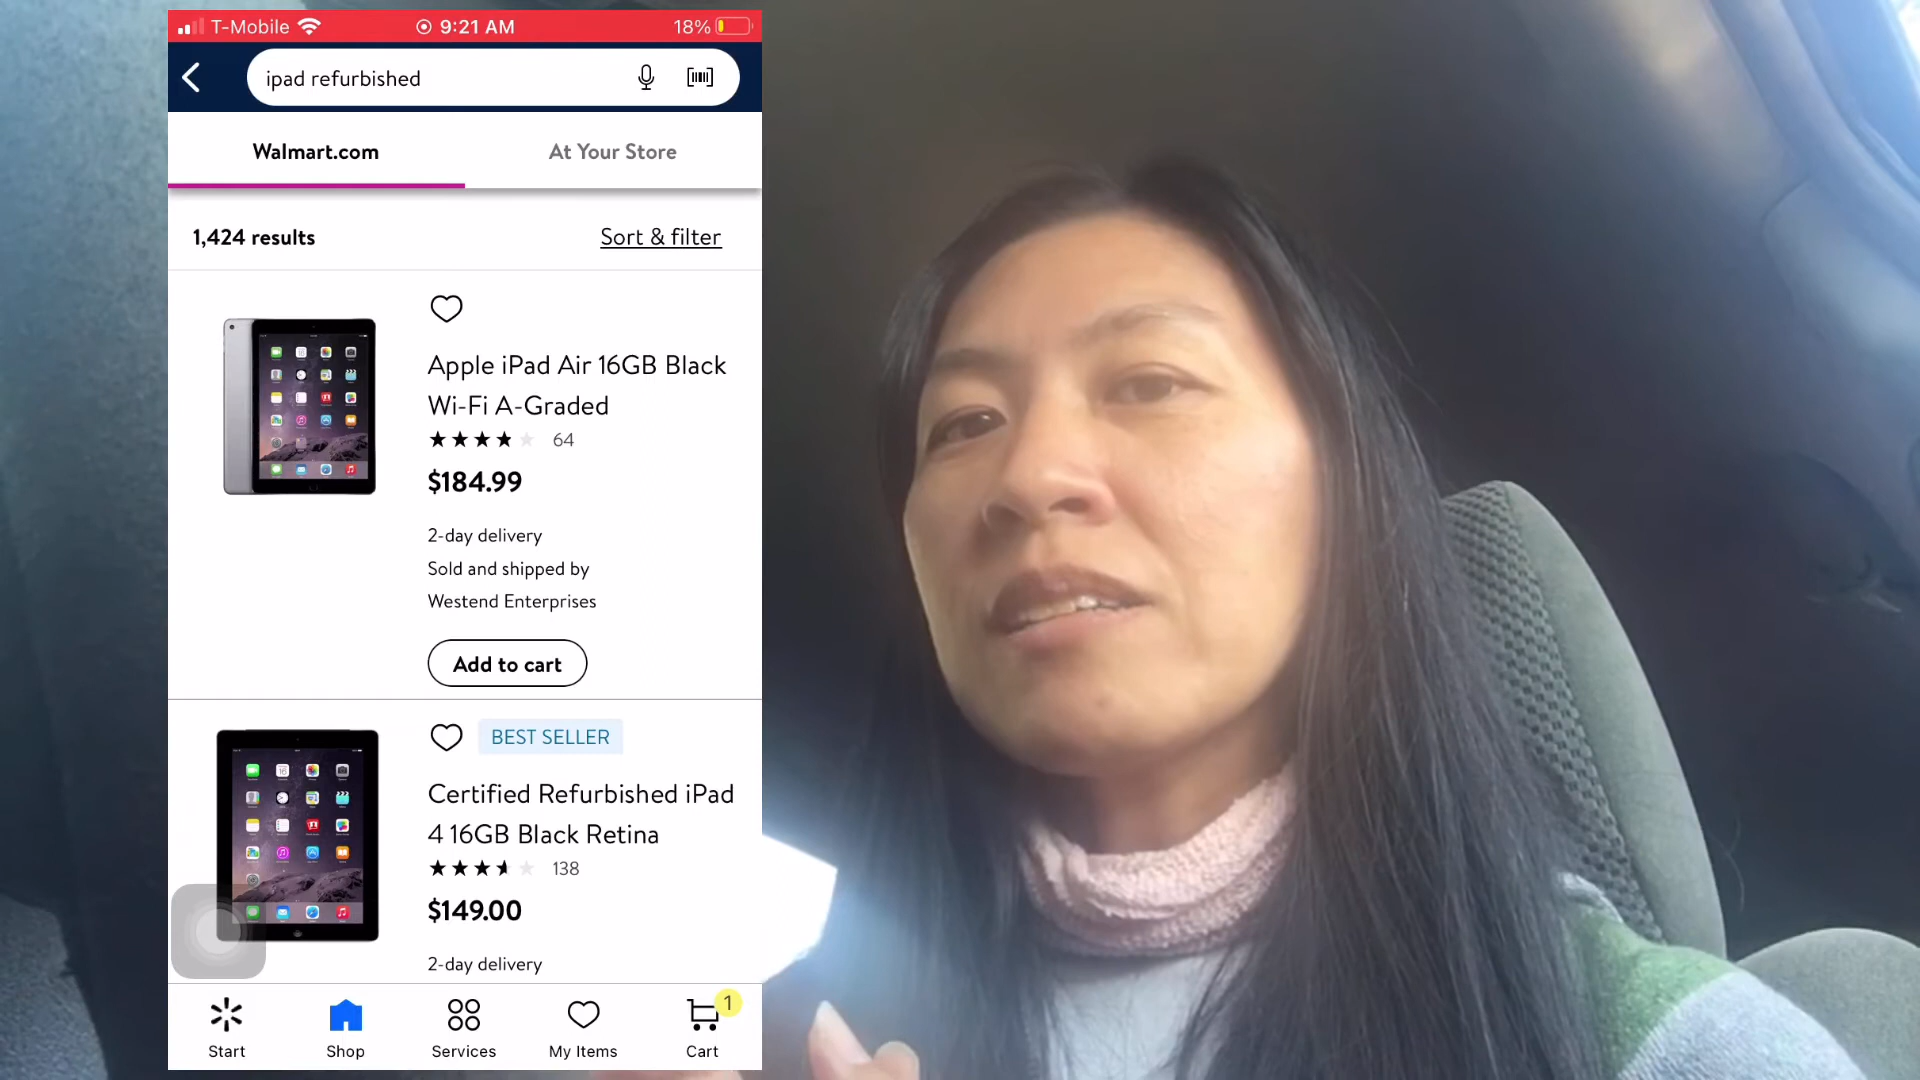 T-Mobile 9:21 AM 18%
ipad refurbished
Walmart.com At Your Store
1,424 results Sort & filter
Apple iPad Air 16GB Black
Wi-Fi A-Graded
64
$184.99
2-day delivery
Sold and shipped by
Westend Enterprises
Add to cart
BEST SELLER
Certified Refurbished iPad
4 16GB Black Retina
138
$149.00
2-day delivery
1
Start Shop Services My Items Cart